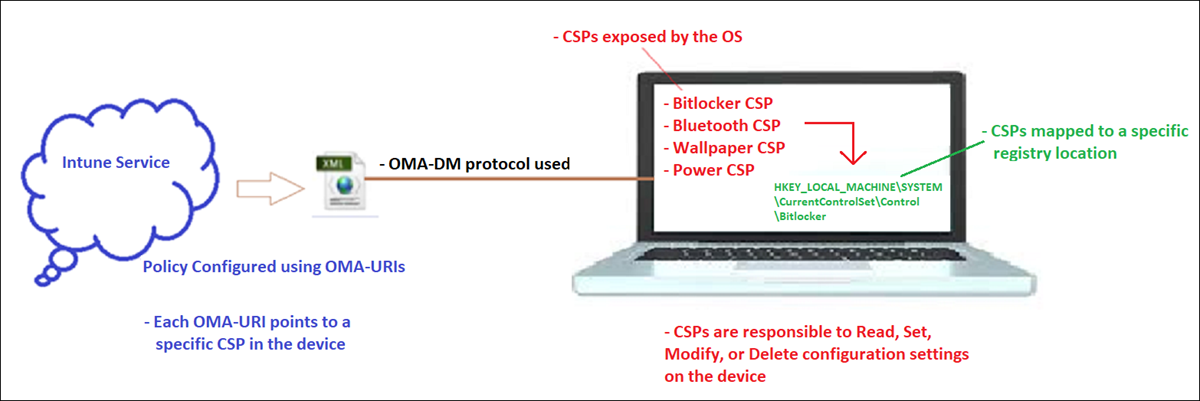 - CSPs exposed by the OS
- Bitlocker CSP
- Bluetooth CSP
- Wallpaper CSP
- Power CSP
- CSPs mapped to a specific
registry location
HKEY_LOCAL_MACHINE\SYSTEM
\CurrentControlSet\Control
\Bitlocker
Intune Service
XML
- OMA-DM protocol used
Policy Configured using OMA-URIs
- Each OMA-URI points to a
specific CSP in the device
- CSPs are responsible to Read, Set,
Modify, or Delete configuration settings
on the device